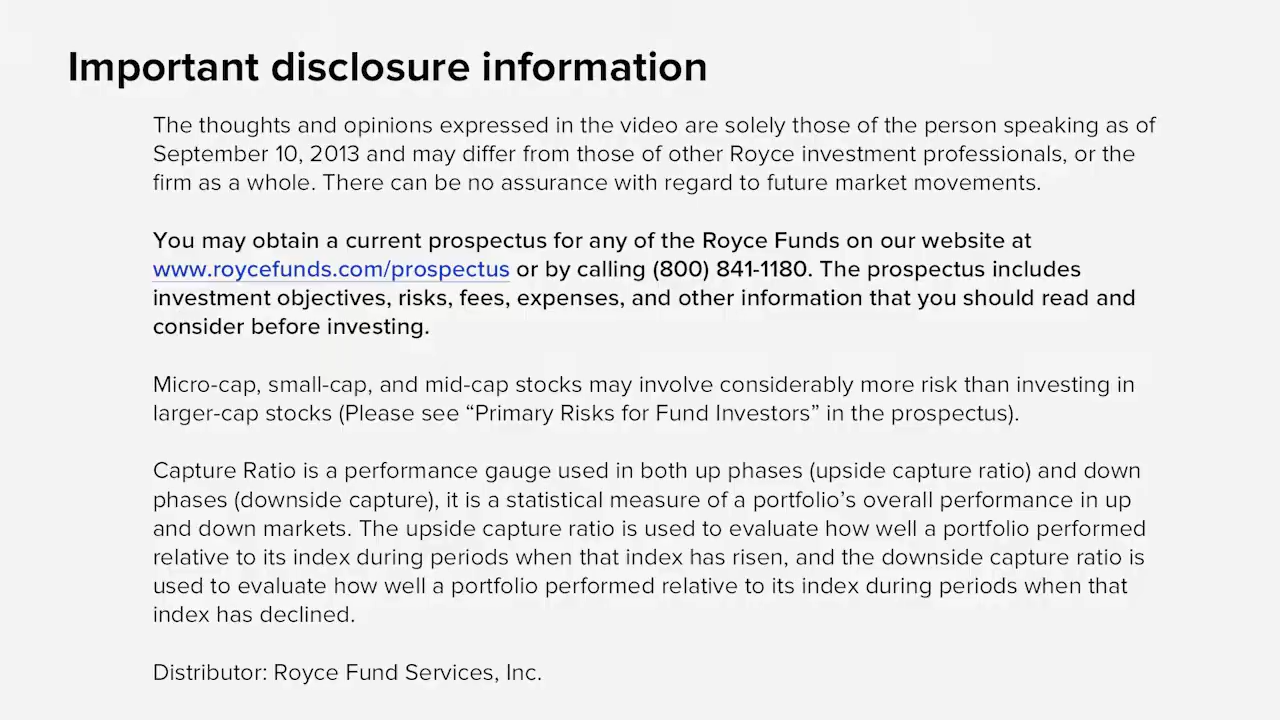 Important disclosure information
The thoughts and opinions expressed in the video are solely those of the person speaking as of
September 10, 2013 and may differ from those of other Royce investment professionals, or the
firm as a whole. There can be no assurance with regard to future market movements.
You may obtain a current prospectus for any of the Royce Funds on our website at
www.roycefunds.com/prospectus or by calling (800) 841-1180. The prospectus includes
investment objectives, risks, fees, expenses, and other information that you should read and
consider before investing.
Micro-cap, small-cap, and mid-cap stocks may involve considerably more risk than investing in
larger-cap stocks (Please see “Primary Risks for Fund Investors” in the prospectus).
Capture Ratio is a performance gauge used in both up phases (upside capture ratio) and down
phases (downside capture), it is a statistical measure of a portfolio’s overall performance in up
and down markets. The upside capture ratio is used to evaluate how well a portfolio performed
relative to its index during periods when that index has risen, and the downside capture ratio is
used to evaluate how well a portfolio performed relative to its index during periods when that
index has declined.
Distributor: Royce Fund Services, Inc.